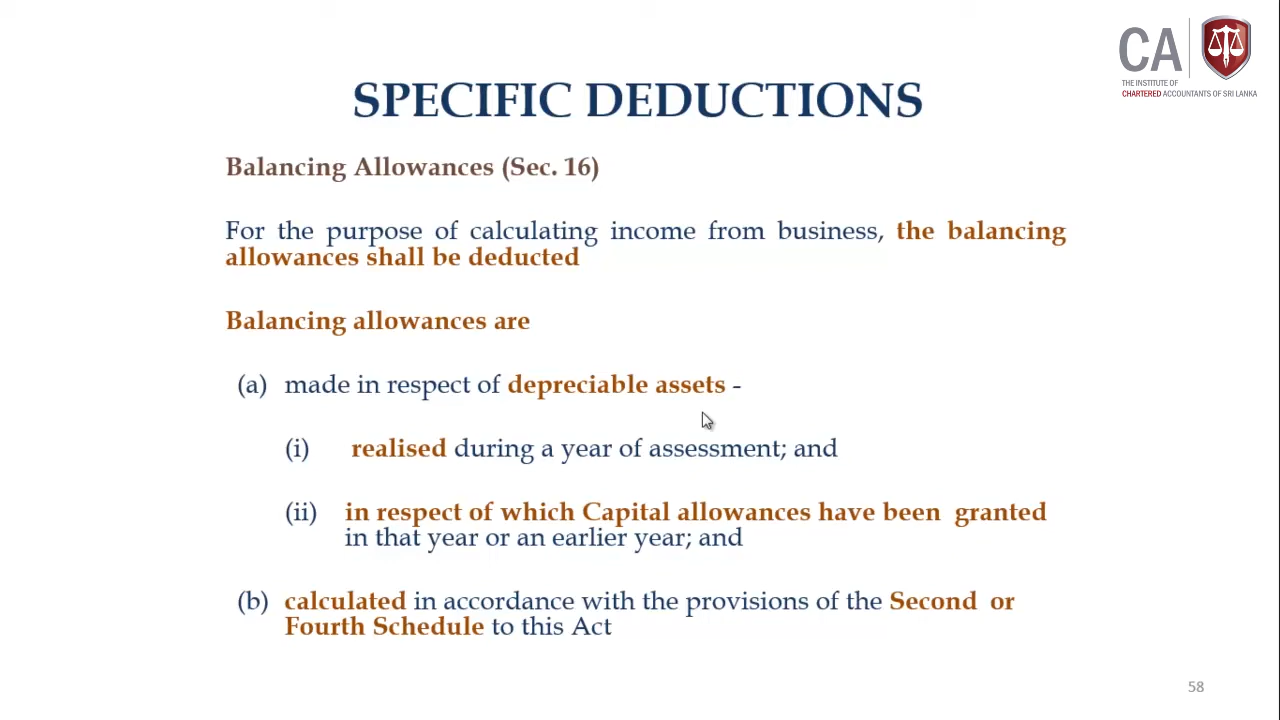 CA
THE INSTITUTE OF
CHARTERED ACCOUNTANTS OF SRI LANKA
SPECIFIC DEDUCTIONS
Balancing Allowances (Sec. 16)
For the purpose of calculating income from business, the balancing
allowances shall be deducted
Balancing allowances are
(a) made in respect of depreciable assets -
(i) realised during a year of assessment; and
(ii) in respect of which Capital allowances have been granted
in that year or an earlier year; and
(b) calculated in accordance with the provisions of the Second or
Fourth Schedule to this Act
58